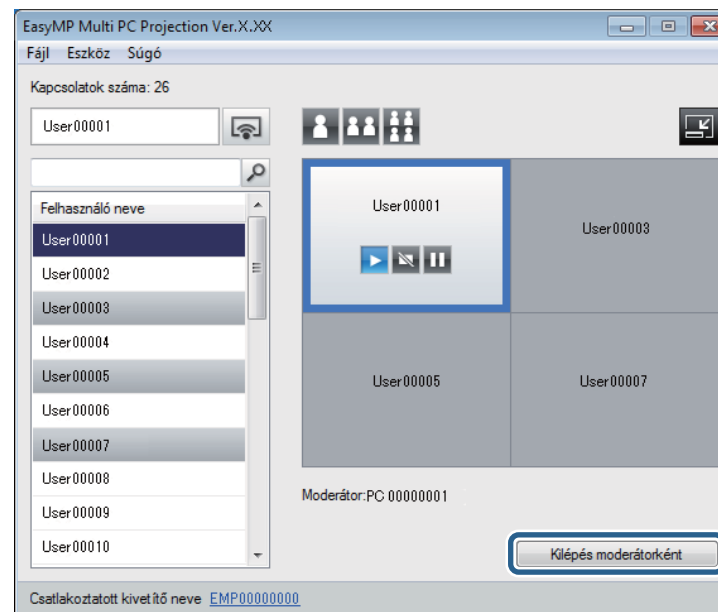 EasyMP Multi PC Projection Ver.X.XX
Fájl Eszköz Súgó
Kapcsolatok száma: 26
User00001
Felhasználó neve
User00001
User00002
User00003
User00004
User00005
User00006
User00007
User00008
User00009
User00010
User00001
User00003
User00005
User00007
Moderátor:PC 00000001
Kilépés moderátorként
Csatlakoztatott kivetítő neve EMP00000000